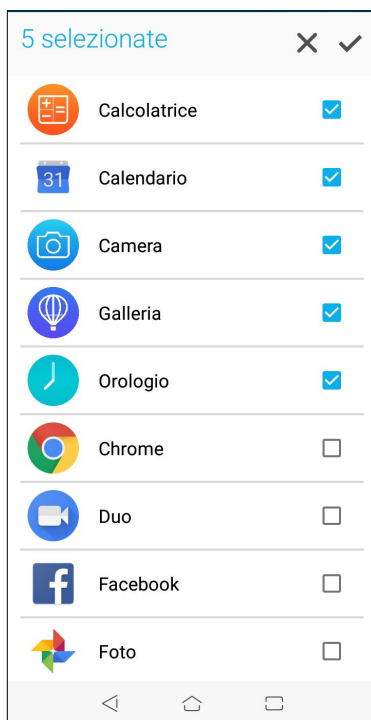 5 selezionate
Calcolatrice
31
Calendario
Camera
Galleria
Orologio
Chrome
Duo
Facebook
Foto